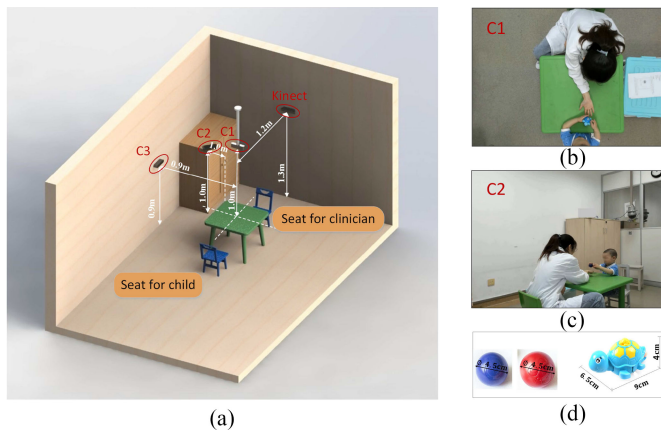 Kinect
C2
C1
C3
1.2m
0.9m
1.3m
1.0m
1.0m
0.9m
Seat for clinician
Seat for child
(a)
C1
(b)
C2
(c)
Ø 4.5cm
Ø 4.5cm
6.5cm
9cm
4cm
(d)